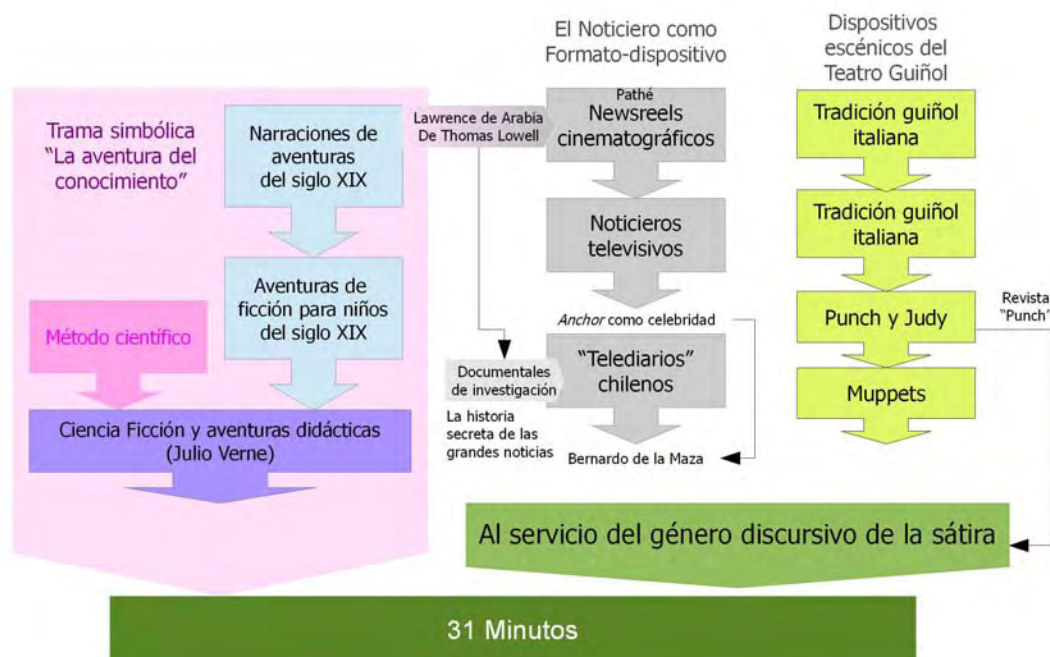 Trama simbólica
“La aventura del
conocimiento”
Narraciones de
aventuras
del siglo XIX
Aventuras de
ficción para niños
del siglo XIX
Método científico
Ciencia Ficción y aventuras didácticas
(Julio Verne)
El Noticiero como
Formato-dispositivo
Lawrence de Arabia
De Thomas Lowell
Pathé
Newsreels
cinematográficos
Noticieros
televisivos
Anchor como celebridad
Documentales
de investigación
“Telediarios”
chilenos
La historia
secreta de las
grandes noticias
Bernardo de la Maza
Dispositivos
escénicos del
Teatro Guiñol
Tradición guiñol
italiana
Tradición guiñol
italiana
Punch y Judy
Revista
“Punch”
Muppets
Al servicio del género discursivo de la sátira
31 Minutos